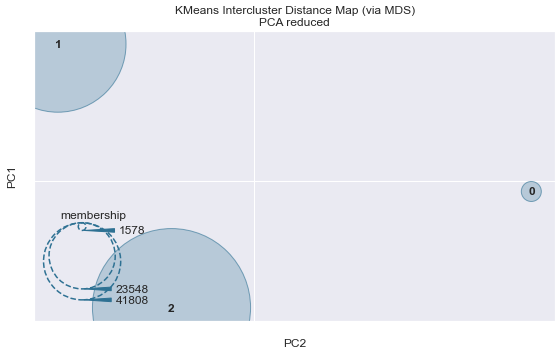 KMeans Intercluster Distance Map (via MDS)
PCA reduced
1
PC1
0
membership
1578
23548
41808
2
PC2